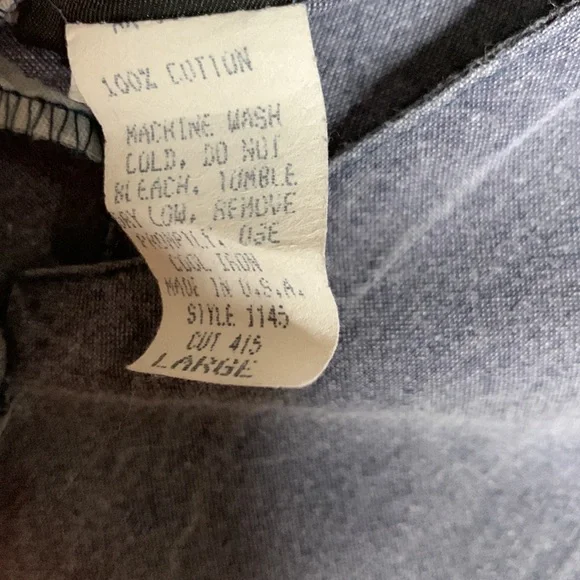 100% COTTON
MACHINE WASH
COLD. DO NOT
BLEACH. TUMBLE
DRY LOW. REMOVE
PROMPTLY. USE
COOL IRON
MADE IN U.S.A.
STYLE 1145
CUT 415
LARGE